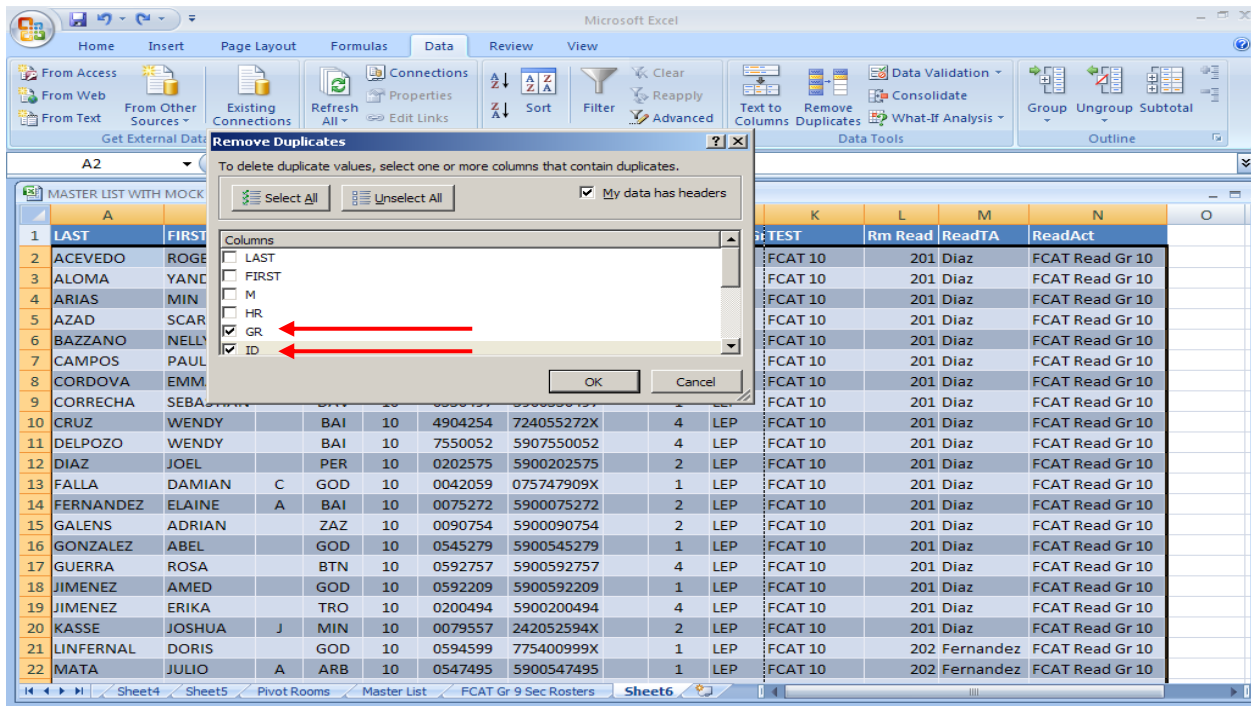 Microsoft Excel
Home Insert Page Layout Formulas Data Review View
From Access
From Web
From Text
From Other Sources
Existing Connections
Get External Data
Refresh All
Connections
Properties
Edit Links
Sort
Filter
Clear
Reapply
Advanced
Text to Columns
Remove Duplicates
Data Validation
Consolidate
What-If Analysis
Data Tools
Group Ungroup Subtotal
Outline
A2
Remove Duplicates
To delete duplicate values, select one or more columns that contain duplicates.
Select All
Unselect All
My data has headers
Columns
LAST
FIRST
M
HR
GR
ID
OK
Cancel
MASTER LIST WITH MOCK
A K L M N O
1 LAST FIRST TEST Rm Read ReadTA ReadAct
2 ACEVEDO ROGE FCAT 10 201 Diaz FCAT Read Gr 10
3 ALOMA YAND FCAT 10 201 Diaz FCAT Read Gr 10
4 ARIAS MIN FCAT 10 201 Diaz FCAT Read Gr 10
5 AZAD SCAR FCAT 10 201 Diaz FCAT Read Gr 10
6 BAZZANO NELLY FCAT 10 201 Diaz FCAT Read Gr 10
7 CAMPOS PAUL FCAT 10 201 Diaz FCAT Read Gr 10
8 CORDOVA EMM FCAT 10 201 Diaz FCAT Read Gr 10
9 CORRECHA FCAT 10 201 Diaz FCAT Read Gr 10
10 CRUZ WENDY BAI 10 4904254 724055272X 4 LEP FCAT 10 201 Diaz FCAT Read Gr 10
11 DELPOZO WENDY BAI 10 7550052 5907550052 4 LEP FCAT 10 201 Diaz FCAT Read Gr 10
12 DIAZ JOEL PER 10 0202575 5900202575 2 LEP FCAT 10 201 Diaz FCAT Read Gr 10
13 FALLA DAMIAN C GOD 10 0042059 075747909X 1 LEP FCAT 10 201 Diaz FCAT Read Gr 10
14 FERNANDEZ ELAINE A BAI 10 0075272 5900075272 2 LEP FCAT 10 201 Diaz FCAT Read Gr 10
15 GALENS ADRIAN ZAZ 10 0090754 5900090754 2 LEP FCAT 10 201 Diaz FCAT Read Gr 10
16 GONZALEZ ABEL GOD 10 0545279 5900545279 1 LEP FCAT 10 201 Diaz FCAT Read Gr 10
17 GUERRA ROSA BTN 10 0592757 5900592757 4 LEP FCAT 10 201 Diaz FCAT Read Gr 10
18 JIMENEZ AMED GOD 10 0592209 5900592209 1 LEP FCAT 10 201 Diaz FCAT Read Gr 10
19 JIMENEZ ERIKA TRO 10 0200494 5900200494 4 LEP FCAT 10 201 Diaz FCAT Read Gr 10
20 KASSE JOSHUA J MIN 10 0079557 242052594X 2 LEP FCAT 10 201 Diaz FCAT Read Gr 10
21 LINFERNAL DORIS GOD 10 0594599 775400999X 1 LEP FCAT 10 202 Fernandez FCAT Read Gr 10
22 MATA JULIO A ARB 10 0547495 5900547495 1 LEP FCAT 10 202 Fernandez FCAT Read Gr 10
Sheet4 Sheet5 Pivot Rooms Master List FCAT Gr 9 Sec Rosters Sheet6